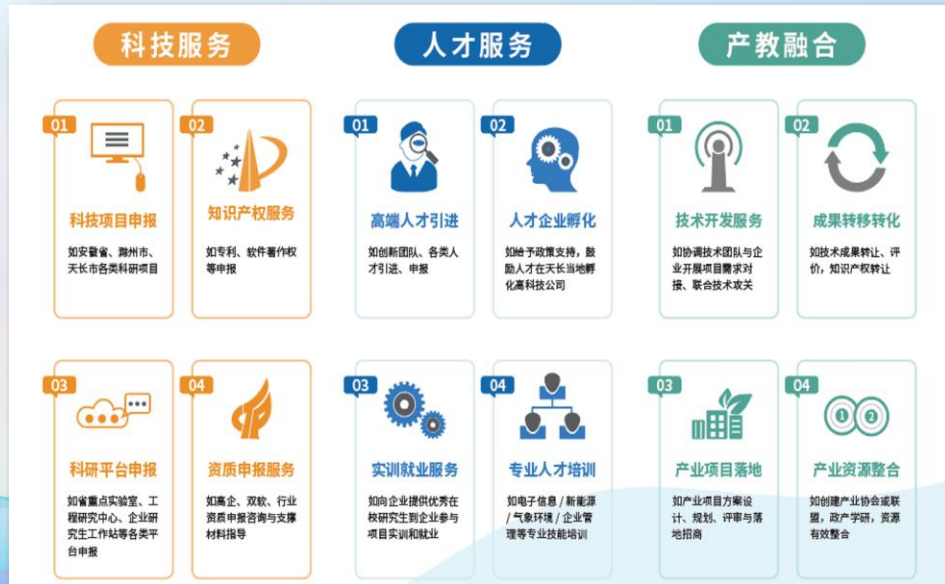 科技服务
人才服务
产教融合
01
科技项目申报
如安徽省、滁州市、
天长市各类科研项目
02
知识产权服务
如专利、软件著作权
等申报
01
高端人才引进
如创新团队、各类人
才引进、申报
02
人才企业孵化
如给予政策支持，鼓
励人才在天长当地孵
化高科技公司
01
技术开发服务
如协调技术团队与企
业开展项目需求对
接、联合技术攻关
02
成果转移转化
如技术成果转让、评
价，知识产权转让
03
科研平台申报
如省重点实验室、工
程研究中心、企业研
究生工作站等各类平
台申报
04
资质申报服务
如高企、双软、行业
资质申报咨询与支撑
材料指导
03
实训就业服务
如向企业提供优秀在
校研究生到企业参与
项目实训和就业
04
专业人才培训
如电子信息 / 新能源
/ 气象环境 / 企业管
理等专业技能培训
03
产业项目落地
如产业项目方案设
计、规划、评审与落
地招商
04
1
2
产业资源整合
如创建产业协会或联
盟，政产学研，资源
有效整合